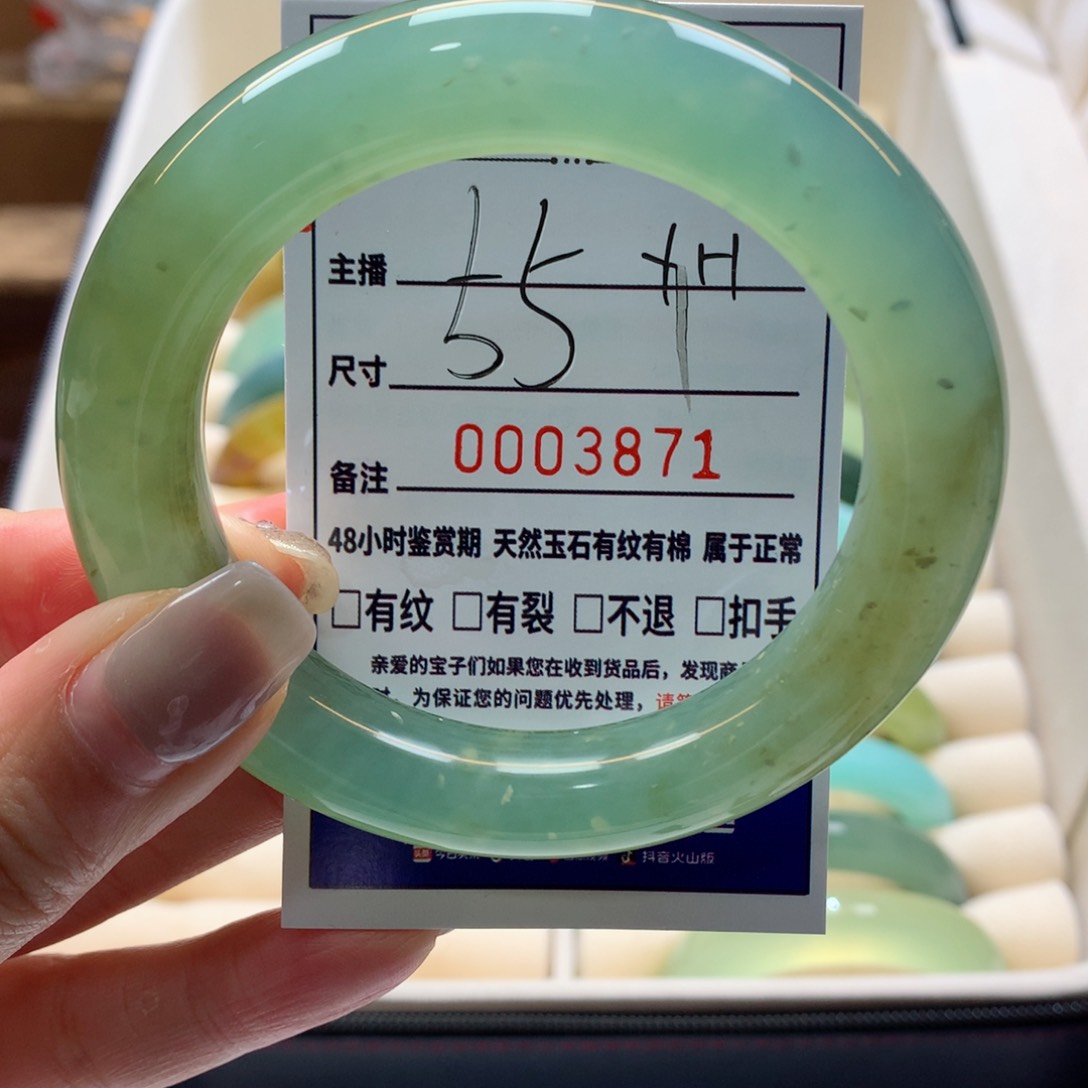 主播
55
尺寸
备注 0003871
48小时鉴赏期 天然玉石有纹有棉 属于正常
□有纹 □有裂 □不退 □扣手
亲爱的宝子们如果您在收到货品后，发现商
为保证您的问题优先处理，请
抖音火山版